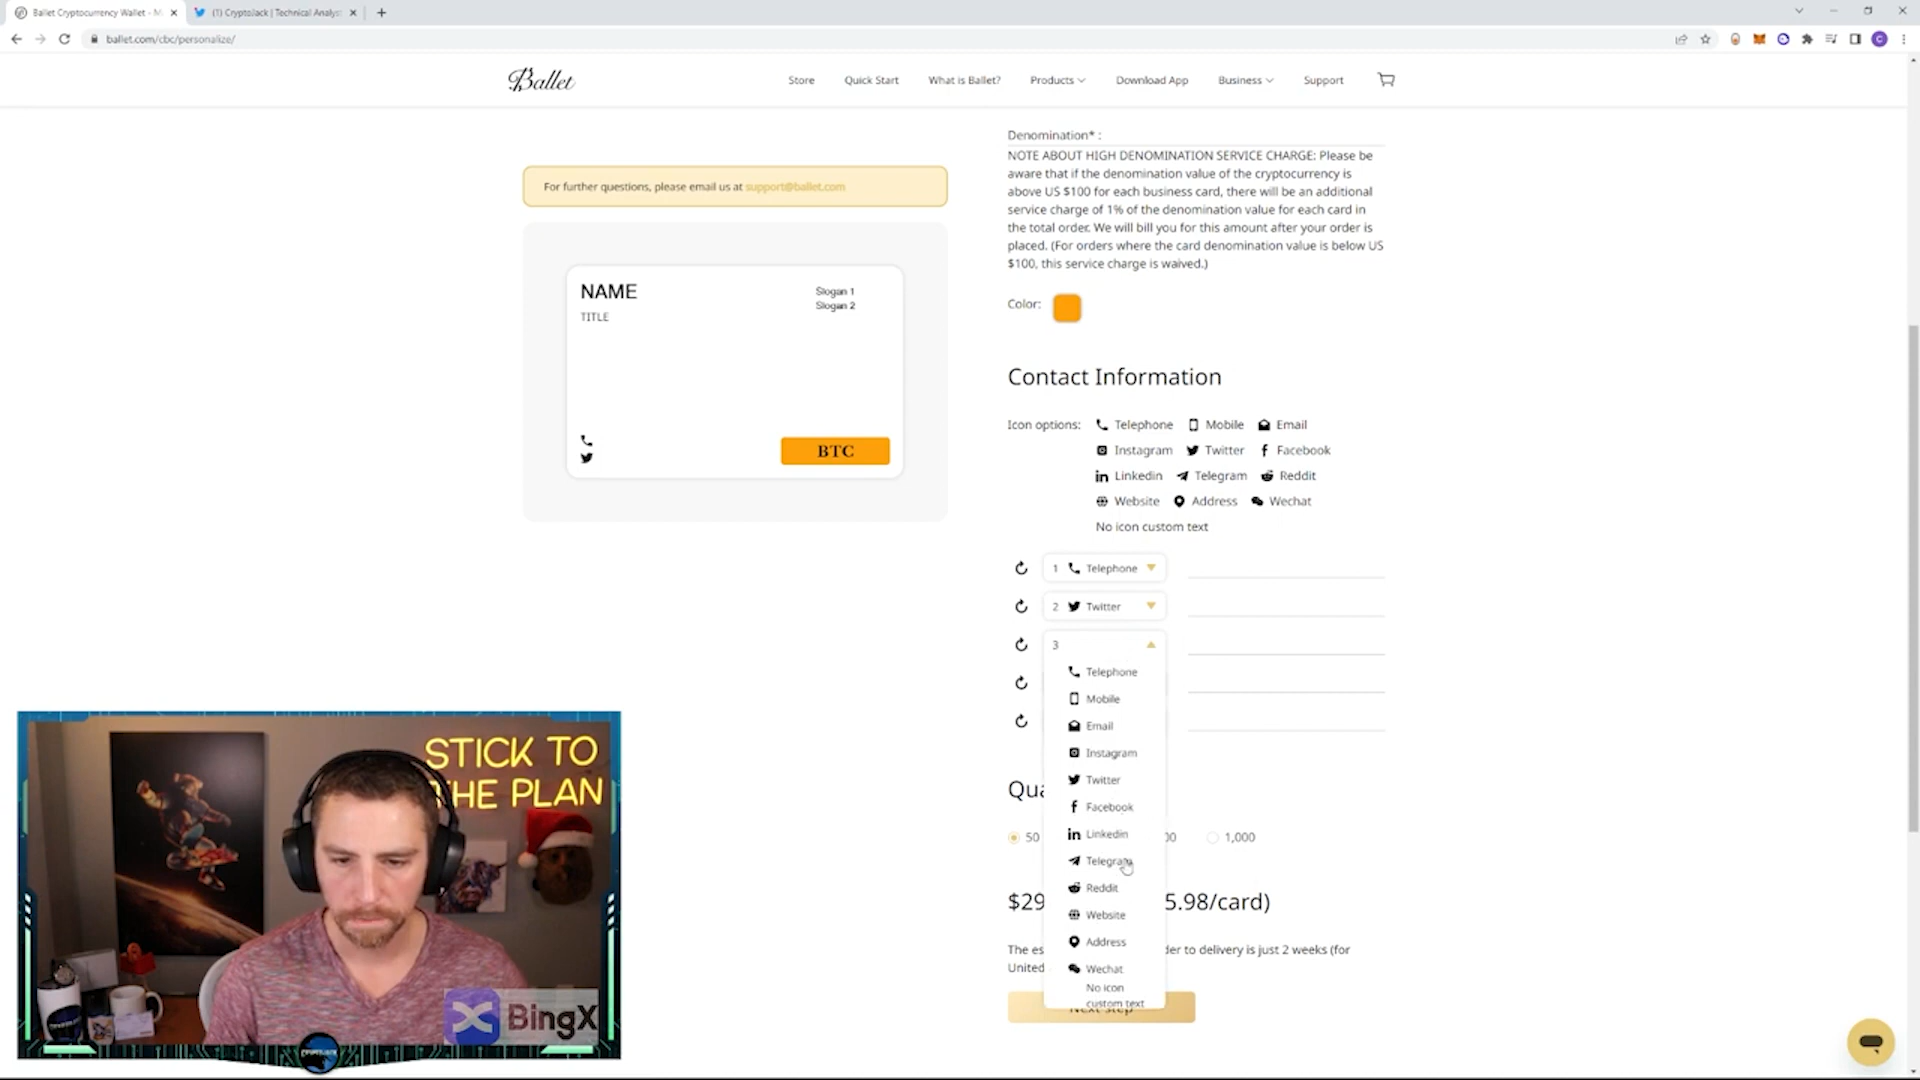 Ballet Cryptocurrency Wallet - M
(1) CryptoJack | Technical Analys
ballet.com/cbc/personalize/
C
Ballet
Store
Quick Start
What is Ballet?
Products
Download App
Business
Support
Denomination* :
NOTE ABOUT HIGH DENOMINATION SERVICE CHARGE: Please be
aware that if the denomination value of the cryptocurrency is
above US $100 for each business card, there will be an additional
service charge of 1% of the denomination value for each card in
the total order. We will bill you for this amount after your order is
placed. (For orders where the card denomination value is below US
$100, this service charge is waived.)
For further questions, please email us at support@ballet.com
NAME
TITLE
Slogan 1
Slogan 2
BTC
Color:
Contact Information
Icon options:
Telephone Mobile Email
Instagram Twitter Facebook
Linkedin Telegram Reddit
Website Address Wechat
No icon custom text
1 Telephone
2 Twitter
3
Telephone
Mobile
Email
Instagram
Twitter
Facebook
Linkedin
Telegram
Reddit
Website
Address
Wechat
No icon
custom text
Qua
50
00
1,000
$29
5.98/card)
The es
der to delivery is just 2 weeks (for
United
Next step
STICK TO
THE PLAN
BingX